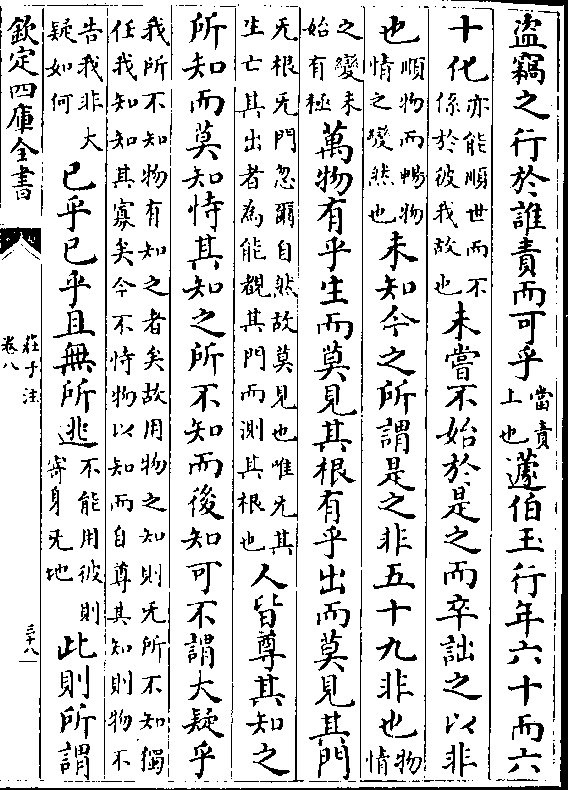 盜竊之行於誰責而可乎當責上也蘧伯玉行年六十而六
十化亦能順世而不係於彼我故也未嘗不始於是之而卒詘之以非
也順物而暢物情之變然也未知今之所謂是之非五十九非也物情
之變未始有極萬物有乎生而莫見其根有乎出而莫見其門
无根无門忽爾自然故莫見也唯无其生亡其出者為能觀其門而測其根也人皆尊其知之
所知而莫知恃其知之所不知而後知可不謂大疑乎
我所不知物有知之者矣故用物之知則无所不知獨任我知知其寡矣今不恃物以知而自尊其知則物不
告我非大疑如何已乎已乎且無所逃不能用彼則寄身无地此則所謂
欽定四庫全書
莊子注
卷八
三十八